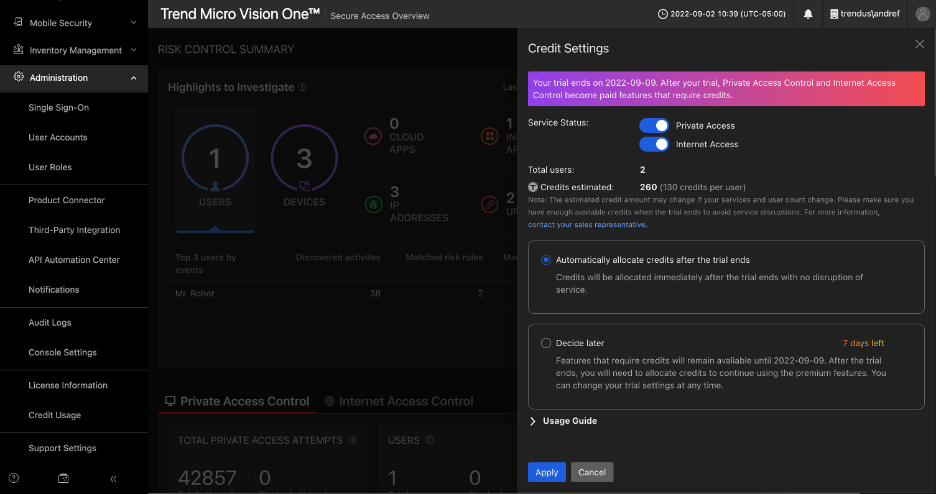 Mobile Security
Inventory Management
Administration
Single Sign-On
User Accounts
User Roles
Product Connector
Third-Party Integration
API Automation Center
Notifications
Audit Logs
Console Settings
License Information
Credit Usage
Support Settings
Trend Micro Vision One™ Secure Access Overview
2022-09-02 10:39 (UTC-05:00)
trendus\andref
RISK CONTROL SUMMARY
Highlights to Investigate
Las
1
USERS
3
DEVICES
0
CLOUD
APPS
3
IP
ADDRESSES
1
IN
AP
2
UR
Top 3 users by
events
Discovered activites
Matched risk rules
Ma
Mr. Robot 38 2
Private Access Control
Internet Access Control
TOTAL PRIVATE ACCESS ATTEMPTS
42857 0
USERS
1 0
Credit Settings
Your trial ends on 2022-09-09. After your trial, Private Access Control and Internet Access
Control become paid features that require credits.
Service Status:
Private Access
Internet Access
Total users: 2
Credits estimated: 260 (130 credits per user)
Note: The estimated credit amount may change if your services and user count change. Please make sure you
have enough available credits when the trial ends to avoid service disruptions. For more information,
contact your sales representative.
Automatically allocate credits after the trial ends
Credits will be allocated immediately after the trial ends with no disruption of
service.
Decide later 7 days left
Features that require credits will remain avaliable until 2022-09-09. After the trial
ends, you will need to allocate credits to continue using the premium features. You
can change your trial settings at any time.
Usage Guide
Apply Cancel